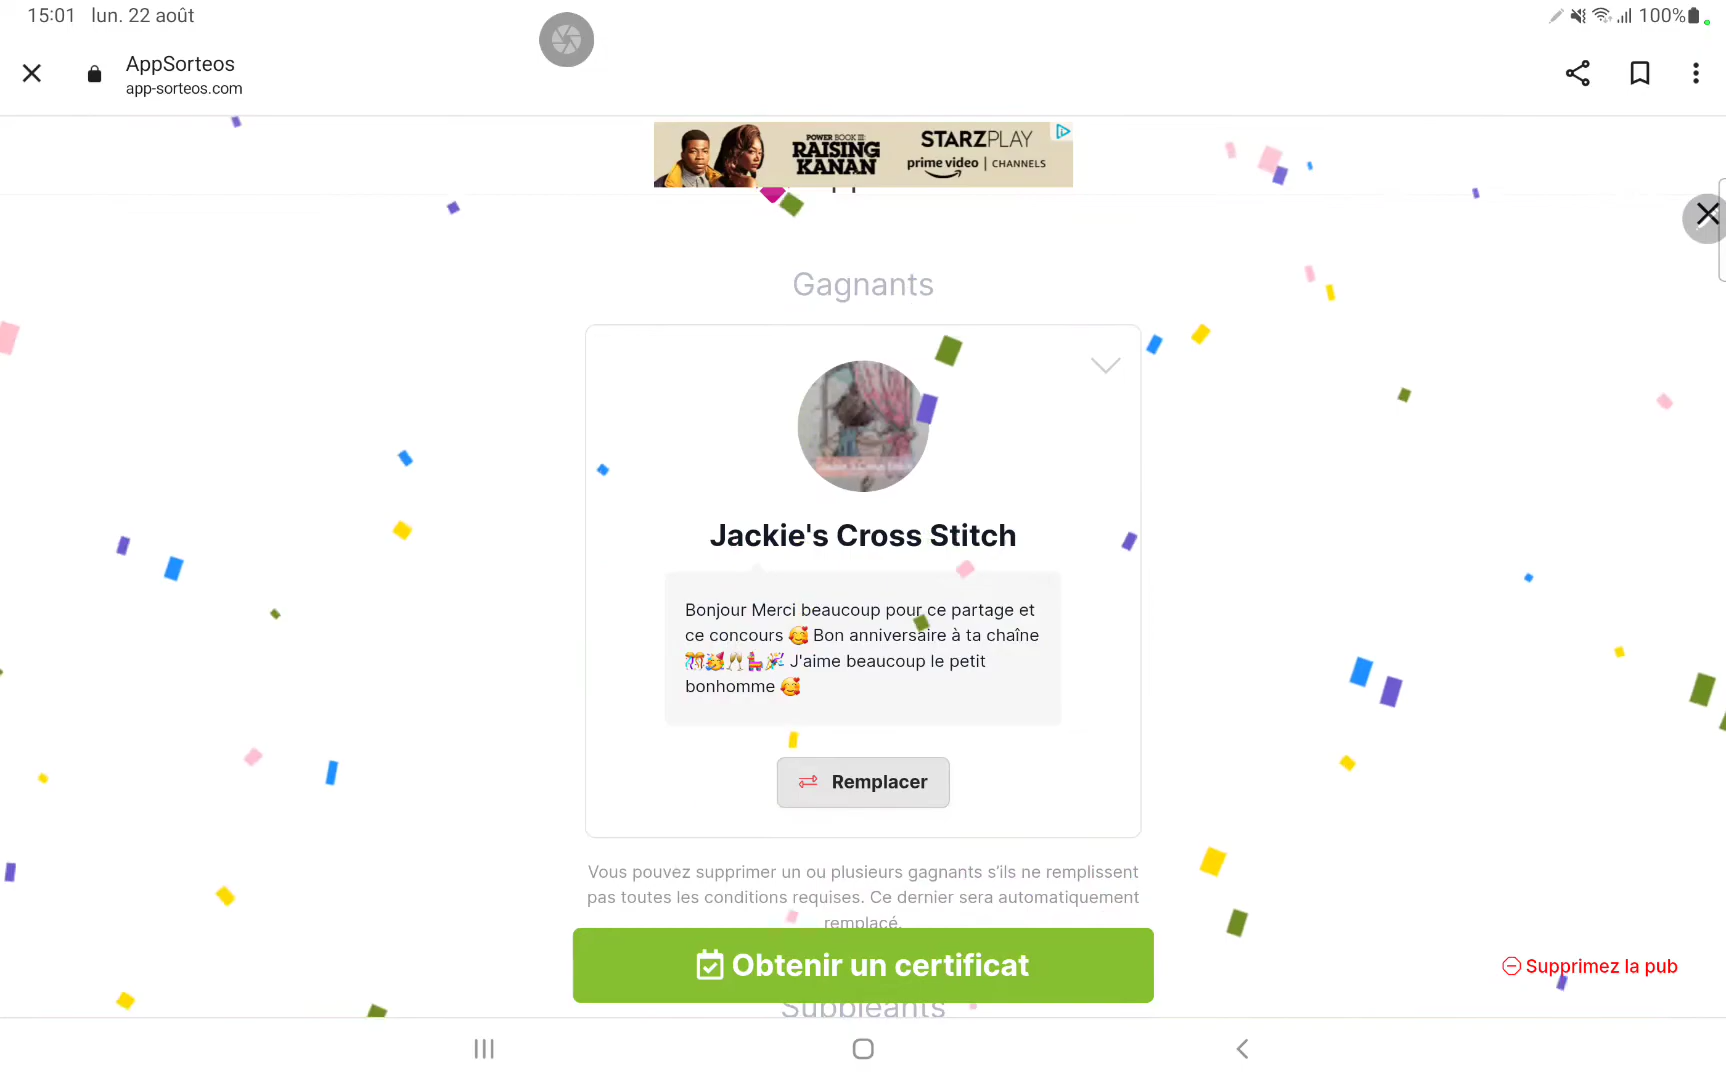 15:01 lun. 22 août
100%
AppSorteos
app-sorteos.com
POWER BOOK III:
RAISING
KANAN
STARZPLAY
prime video | CHANNELS
Gagnants
Jackie's Cross Stitch
Bonjour Merci beaucoup pour ce partage et
ce concours 🥰 Bon anniversaire à ta chaîne
🎊🥳🥂🪅🎉 J'aime beaucoup le petit
bonhomme 🥰
Remplacer
Vous pouvez supprimer un ou plusieurs gagnants s'ils ne remplissent
pas toutes les conditions requises. Ce dernier sera automatiquement
remplacé.
Obtenir un certificat
Supprimez la pub
Suppléants